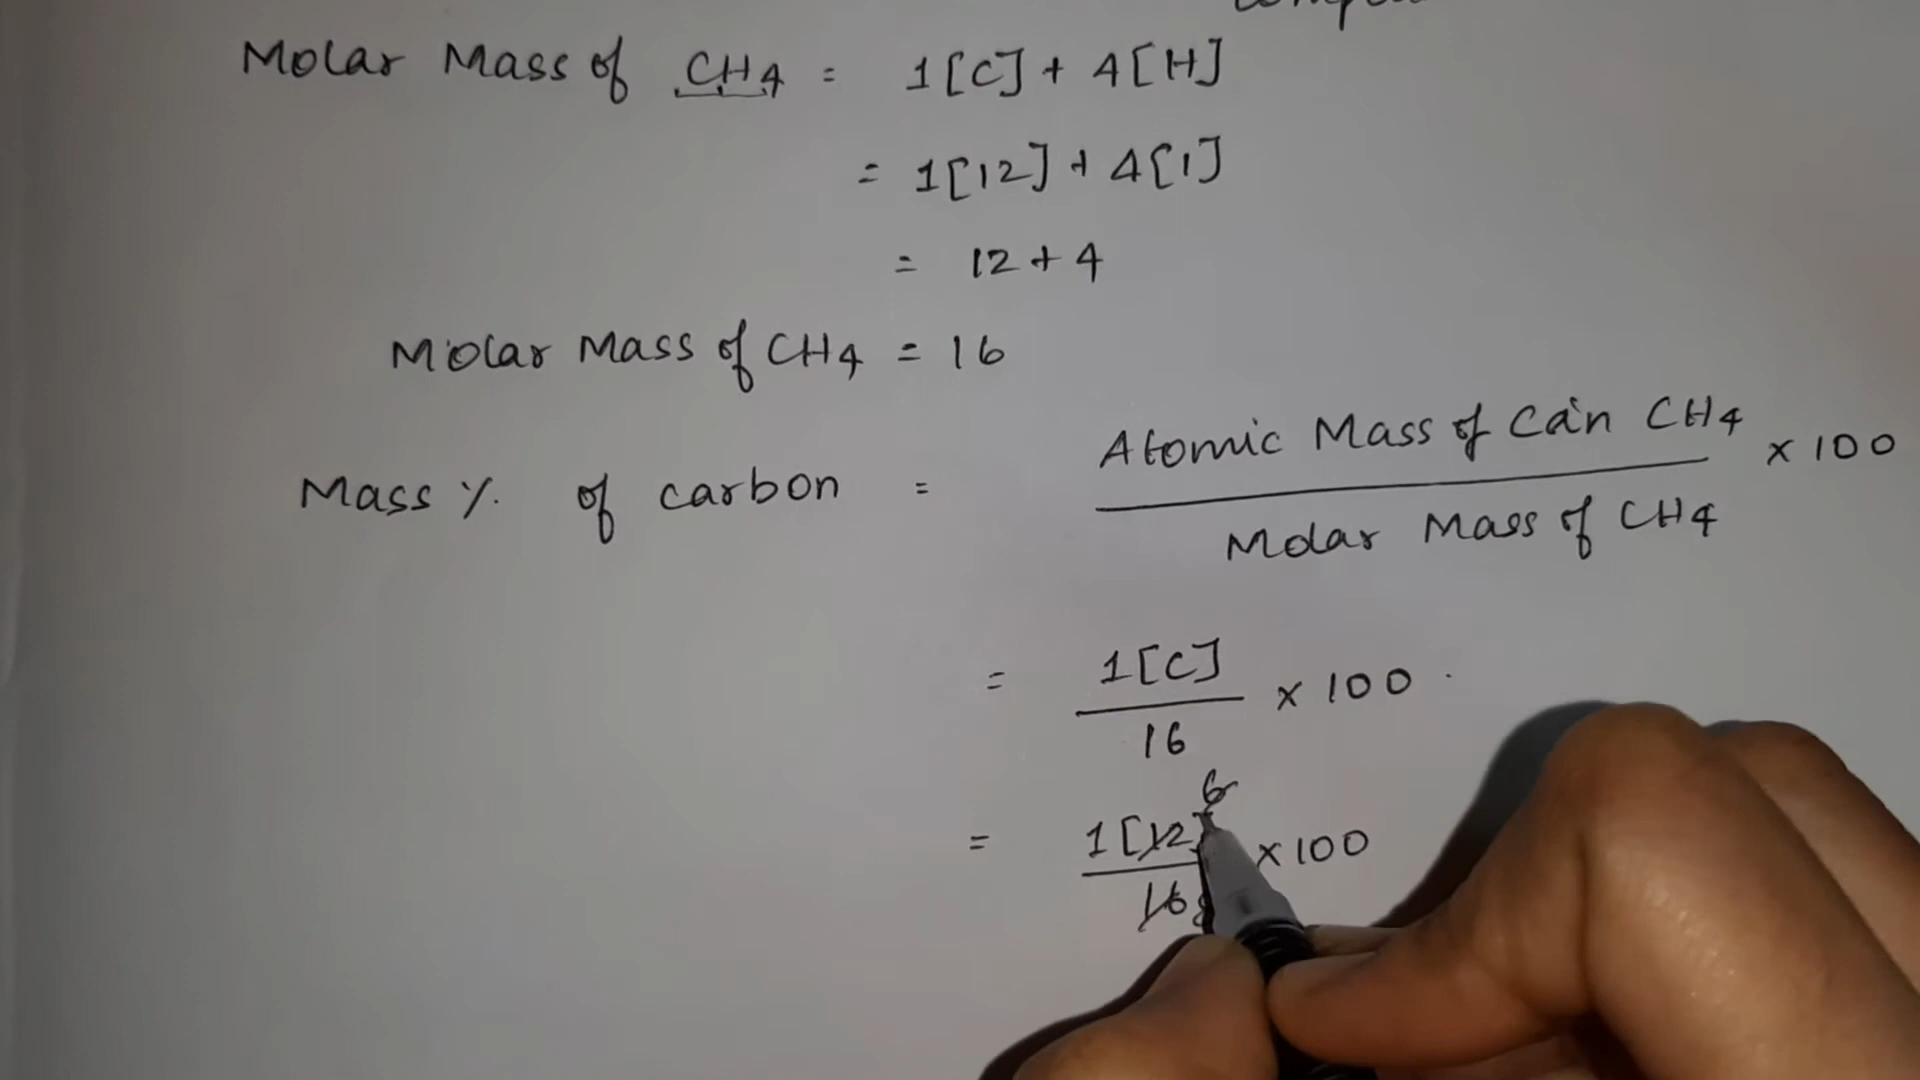 Molar Mass of CH4 = 1[C] + 4[H]
= 1[12] + 4[1]
= 12 + 4
Molar Mass of CH4 = 16
Mass % of carbon = Atomic Mass of C in CH4 / Molar Mass of CH4 × 100
= 1[C] / 16 × 100
6
= 1[12] / 16 × 100
8